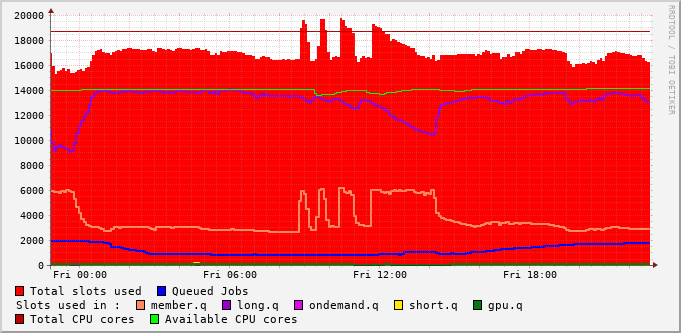 20000
18000
16000
14000
12000
10000
8000
6000
4000
2000
0
Fri 00:00 Fri 06:00 Fri 12:00 Fri 18:00
RRDTOOL / TOBI OETIKER
Total slots used Queued Jobs
Slots used in : member.q long.q ondemand.q short.q gpu.q
Total CPU cores Available CPU cores